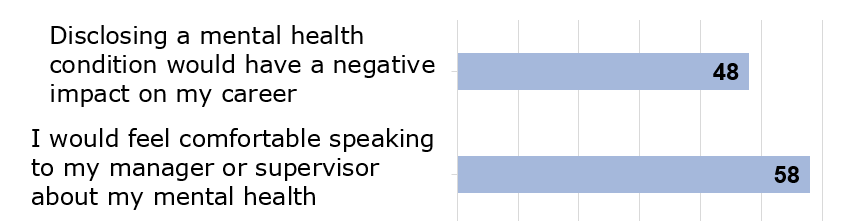 Disclosing a mental health
condition would have a negative
impact on my career
48
I would feel comfortable speaking
to my manager or supervisor
about my mental health
58